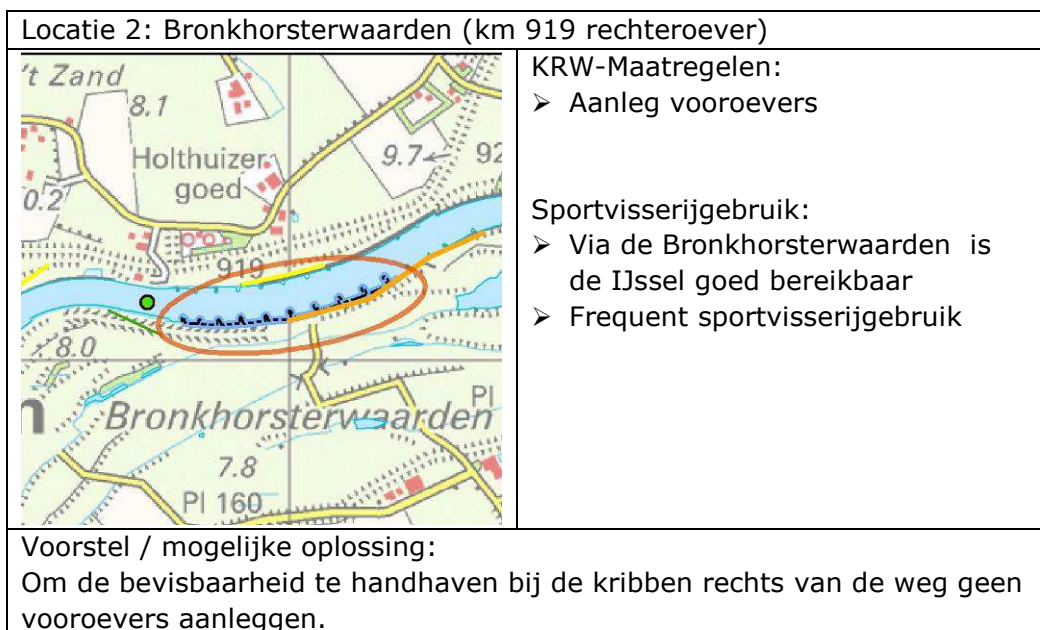 Locatie 2: Bronkhorsterwaarden (km 919 rechteroever)
't Zand
8.1
Holthuizer
goed
9.7
92
0.2
919
8.0
n
Bronkhorsterwaarden
Pl
7.8
Pl 160
KRW-Maatregelen:
➢ Aanleg vooroevers
Sportvisserijgebruik:
➢ Via de Bronkhorsterwaarden is
de IJssel goed bereikbaar
➢ Frequent sportvisserijgebruik
Voorstel / mogelijke oplossing:
Om de bevisbaarheid te handhaven bij de kribben rechts van de weg geen
vooroevers aanleggen.